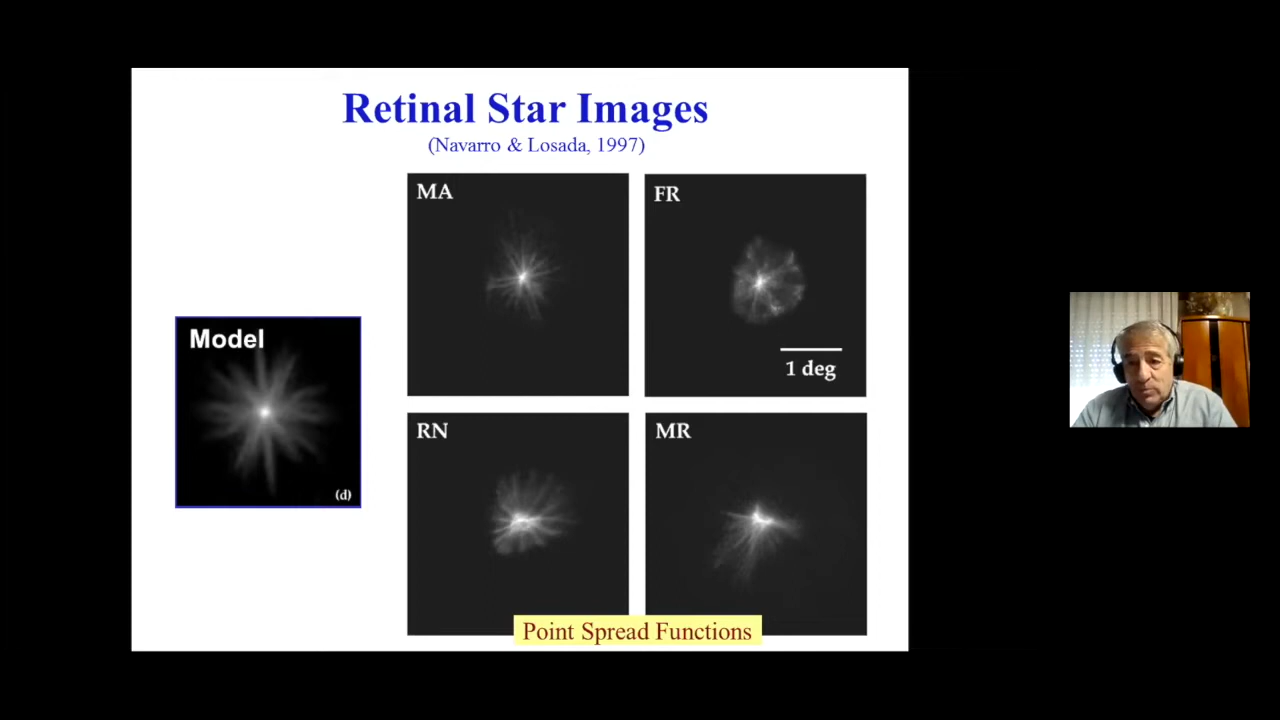 Retinal Star Images
(Navarro & Losada, 1997)
MA
FR
Model
1 deg
RN
MR
(d)
Point Spread Functions